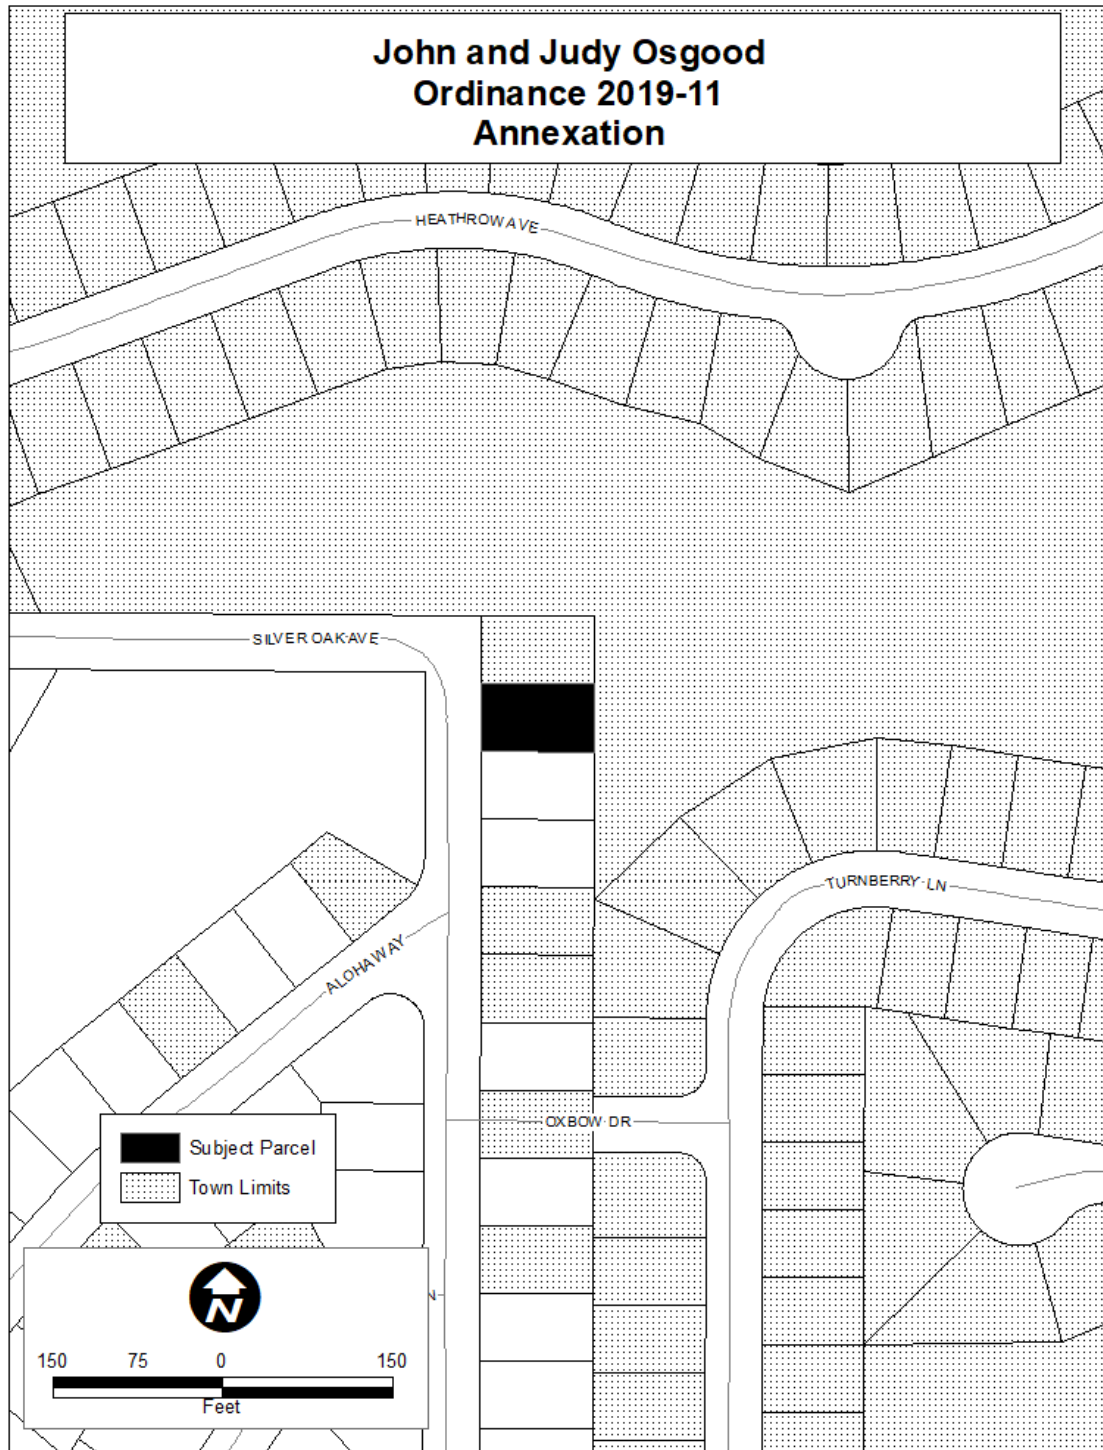 John and Judy Osgood
Ordinance 2019-11
Annexation
HEATHROW AVE
SILVER OAK AVE
TURNBERRY LN
ALOHA WAY
OXBOW DR
Subject Parcel
Town Limits
N
N
150 75 0 150
Feet